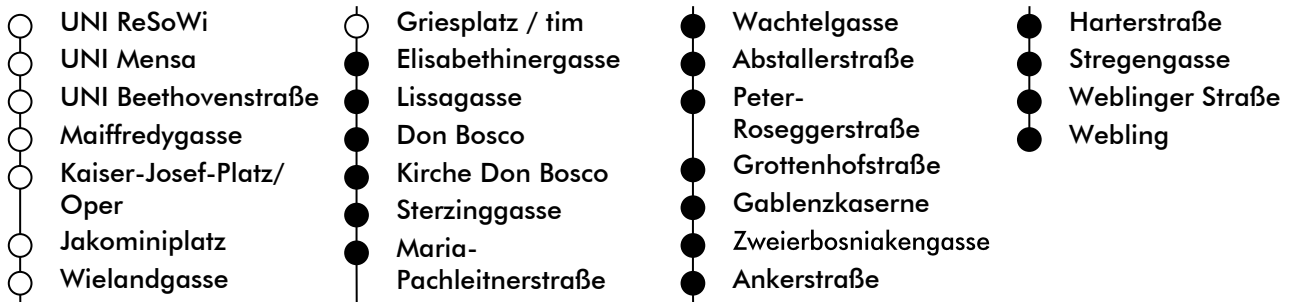 UNI ReSoWi
UNI Mensa
UNI Beethovenstraße
Maiffredygasse
Kaiser-Josef-Platz/
Oper
Jakominiplatz
Wielandgasse
Griesplatz / tim
Elisabethinergasse
Lissagasse
Don Bosco
Kirche Don Bosco
Sterzinggasse
Maria-
Pachleitnerstraße
Wachtelgasse
Abstallerstraße
Peter-
Roseggerstraße
Grottenhofstraße
Gablenzkaserne
Zweierbosniakengasse
Ankerstraße
Harterstraße
Stregengasse
Weblinger Straße
Webling